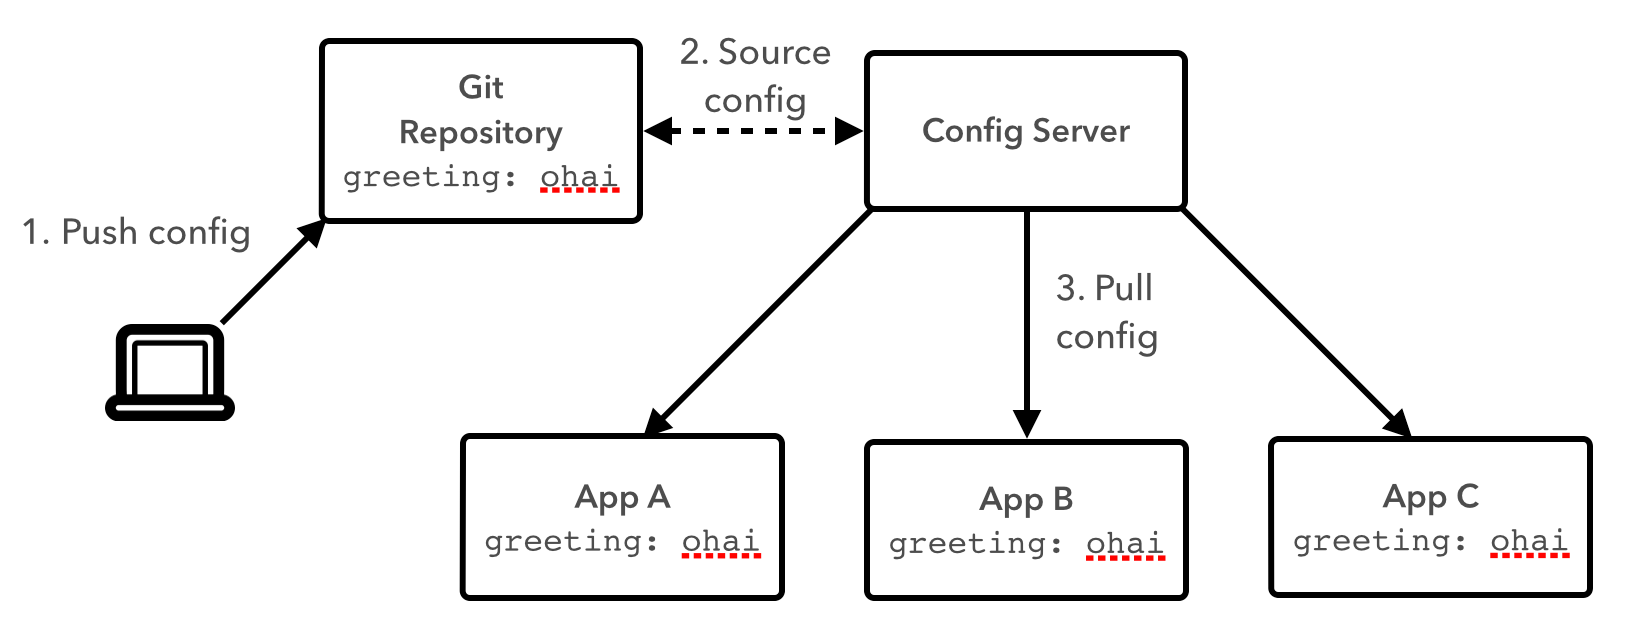 Git
Repository
greeting: ohai
2. Source
config
Config Server
1. Push config
3. Pull
config
App A
greeting: ohai
App B
greeting: ohai
App C
greeting: ohai